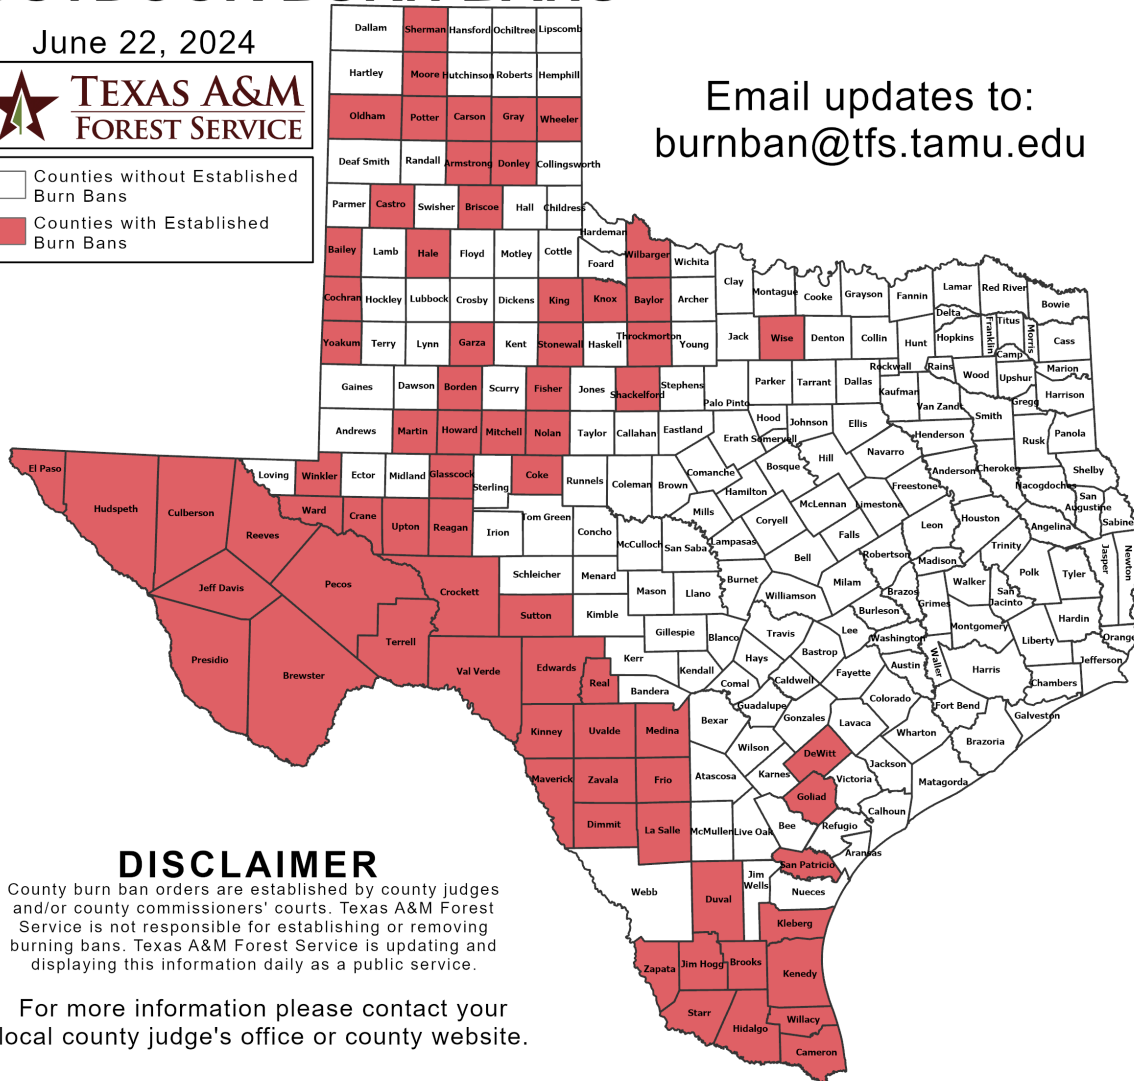 June 22, 2024
TEXAS A&M
FOREST SERVICE
Counties without Established
Burn Bans
Counties with Established
Burn Bans
Email updates to:
burnban@tfs.tamu.edu
Dallam
Sherman
Hansford
Ochiltree
Lipscomb
Hartley
Moore
Hutchinson
Roberts
Hemphill
Oldham
Potter
Carson
Gray
Wheeler
Deaf Smith
Randall
Armstrong
Donley
Collingsworth
Parmer
Castro
Swisher
Briscoe
Hall
Childress
Hardeman
Bailey
Lamb
Hale
Floyd
Motley
Cottle
Foard
Wilbarger
Wichita
Clay
Montague
Cooke
Grayson
Fannin
Lamar
Red River
Bowie
Cochran
Hockley
Lubbock
Crosby
Dickens
King
Knox
Baylor
Archer
Delta
Franklin
Titus
Morris
Cass
Yoakum
Terry
Lynn
Garza
Kent
Stonewall
Haskell
Throckmorton
Young
Jack
Wise
Denton
Collin
Hunt
Hopkins
Camp
Marion
Rockwall
Rains
Wood
Upshur
Harrison
Gaines
Dawson
Borden
Scurry
Fisher
Jones
Shackelford
Stephens
Palo Pinto
Parker
Tarrant
Dallas
Kaufman
Van Zandt
Smith
Gregg
Andrews
Martin
Howard
Mitchell
Nolan
Taylor
Callahan
Eastland
Erath
Somervell
Hood
Johnson
Ellis
Henderson
Rusk
Panola
El Paso
Hudspeth
Culberson
Reeves
Loving
Winkler
Ector
Midland
Glasscock
Sterling
Coke
Runnels
Coleman
Brown
Comanche
Bosque
Hill
Navarro
Anderson
Cherokee
Nacogdoches
Shelby
San
Augustine
Sabine
Ward
Crane
Upton
Reagan
Irion
Tom Green
Concho
McCulloch
San Saba
Mills
Hamilton
Lampasas
Coryell
McLennan
Limestone
Freestone
Falls
Leon
Houston
Angelina
Trinity
Jasper
Newton
Jeff Davis
Pecos
Crockett
Schleicher
Menard
Mason
Llano
Burnet
Bell
Williamson
Milam
Robertson
Brazos
Madison
Walker
San
Jacinto
Polk
Tyler
Presidio
Brewster
Terrell
Val Verde
Sutton
Kimble
Gillespie
Blanco
Travis
Lee
Burleson
Washington
Grimes
Montgomery
Liberty
Hardin
Orange
Jefferson
Edwards
Real
Kerr
Kendall
Bandera
Hays
Comal
Caldwell
Bastrop
Fayette
Austin
Waller
Harris
Chambers
Kinney
Uvalde
Medina
Bexar
Guadalupe
Gonzales
Lavaca
Colorado
Wharton
Fort Bend
Galveston
Brazoria
Maverick
Zavala
Frio
Atascosa
Wilson
Karnes
DeWitt
Victoria
Jackson
Matagorda
Dimmit
La Salle
McMullen
Live Oak
Bee
Goliad
Refugio
Calhoun
Aransas
Webb
Duval
Jim
Wells
San Patricio
Nueces
Kleberg
Zapata
Jim Hogg
Brooks
Kenedy
Starr
Hidalgo
Willacy
Cameron
DISCLAIMER
County burn ban orders are established by county judges
and/or county commissioners' courts. Texas A&M Forest
Service is not responsible for establishing or removing
burning bans. Texas A&M Forest Service is updating and
displaying this information daily as a public service.
For more information please contact your
local county judge's office or county website.